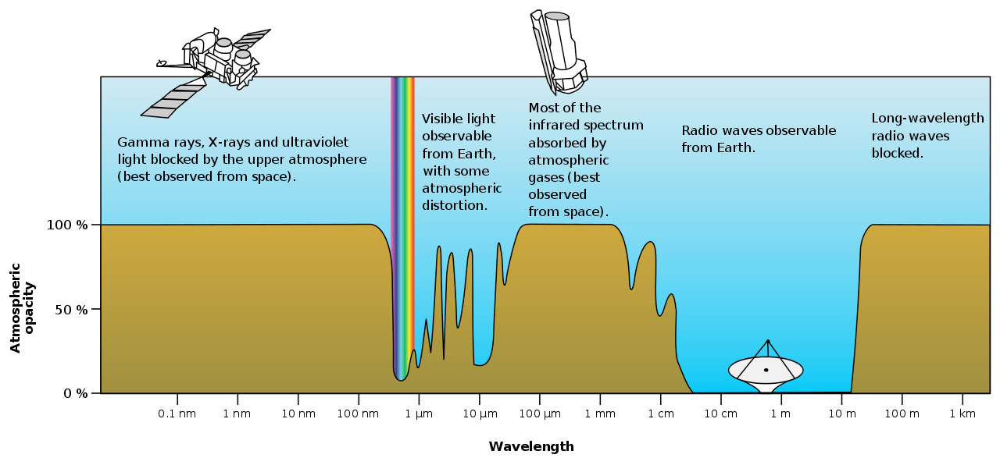 Gamma rays, X-rays and ultraviolet
light blocked by the upper atmosphere
(best observed from space).
Visible light
observable
from Earth,
with some
atmospheric
distortion.
Most of the
infrared spectrum
absorbed by
atmospheric
gases (best
observed
from space).
Radio waves observable
from Earth.
Long-wavelength
radio waves
blocked.
Atmospheric
opacity
100 %
50 %
0 %
0.1 nm
1 nm
10 nm
100 nm
1 μm
10 μm
100 μm
1 mm
1 cm
10 cm
1 m
10 m
100 m
1 km
Wavelength